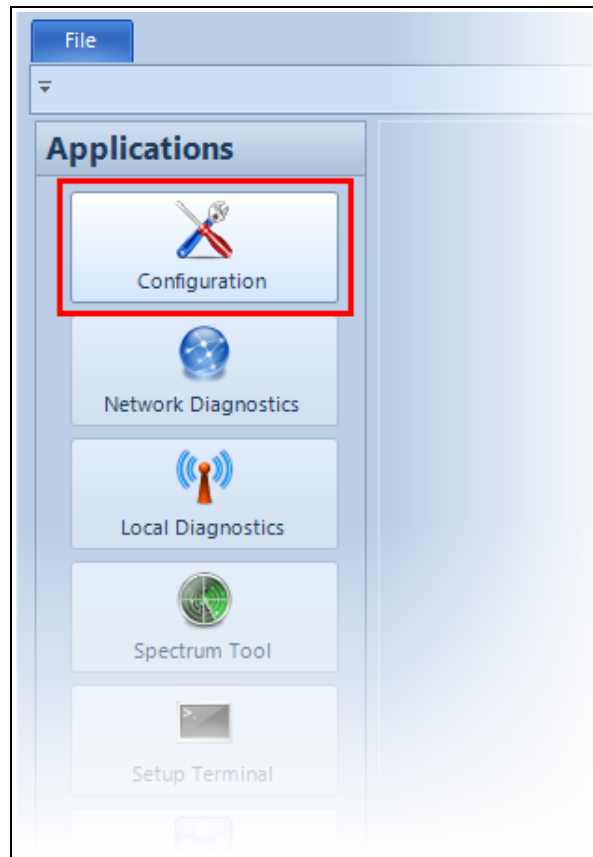 File
Applications
Configuration
Network Diagnostics
Local Diagnostics
Spectrum Tool
Setup Terminal